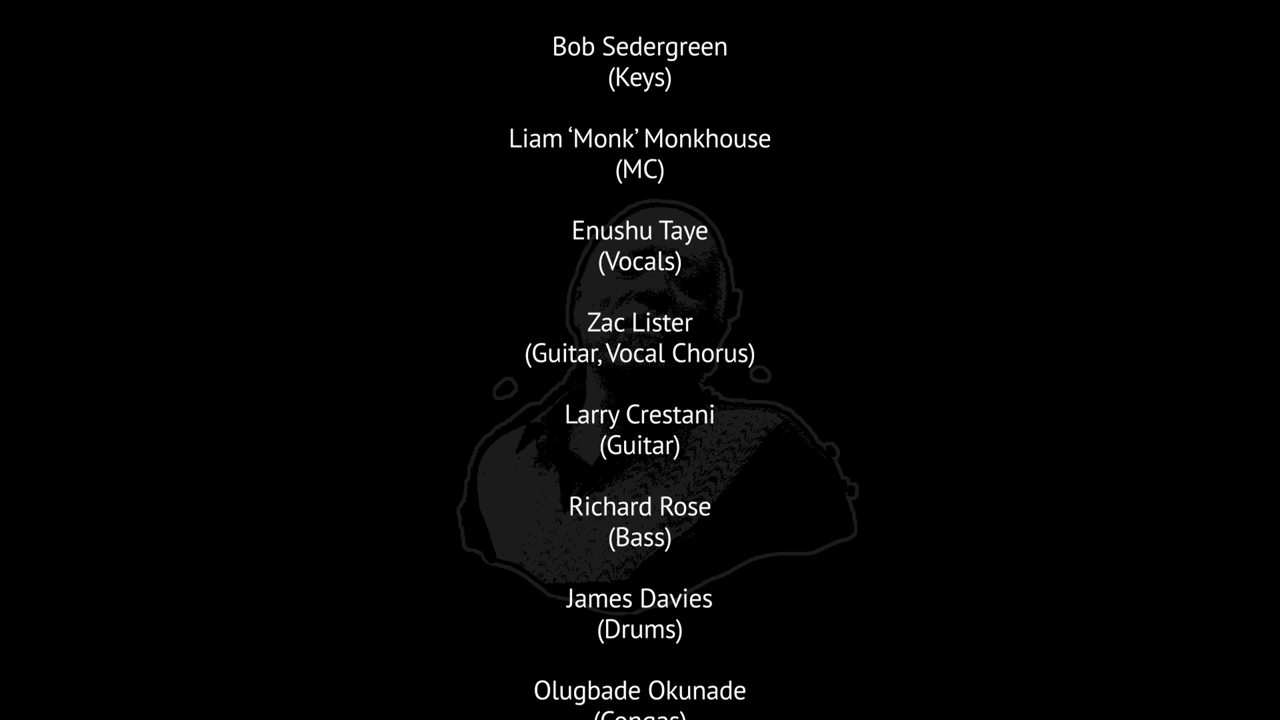 Bob Sedergreen
(Keys)
Liam ‘Monk’ Monkhouse
(MC)
Enushu Taye
(Vocals)
Zac Lister
(Guitar, Vocal Chorus)
Larry Crestani
(Guitar)
Richard Rose
(Bass)
James Davies
(Drums)
Olugbade Okunade
(Congas)